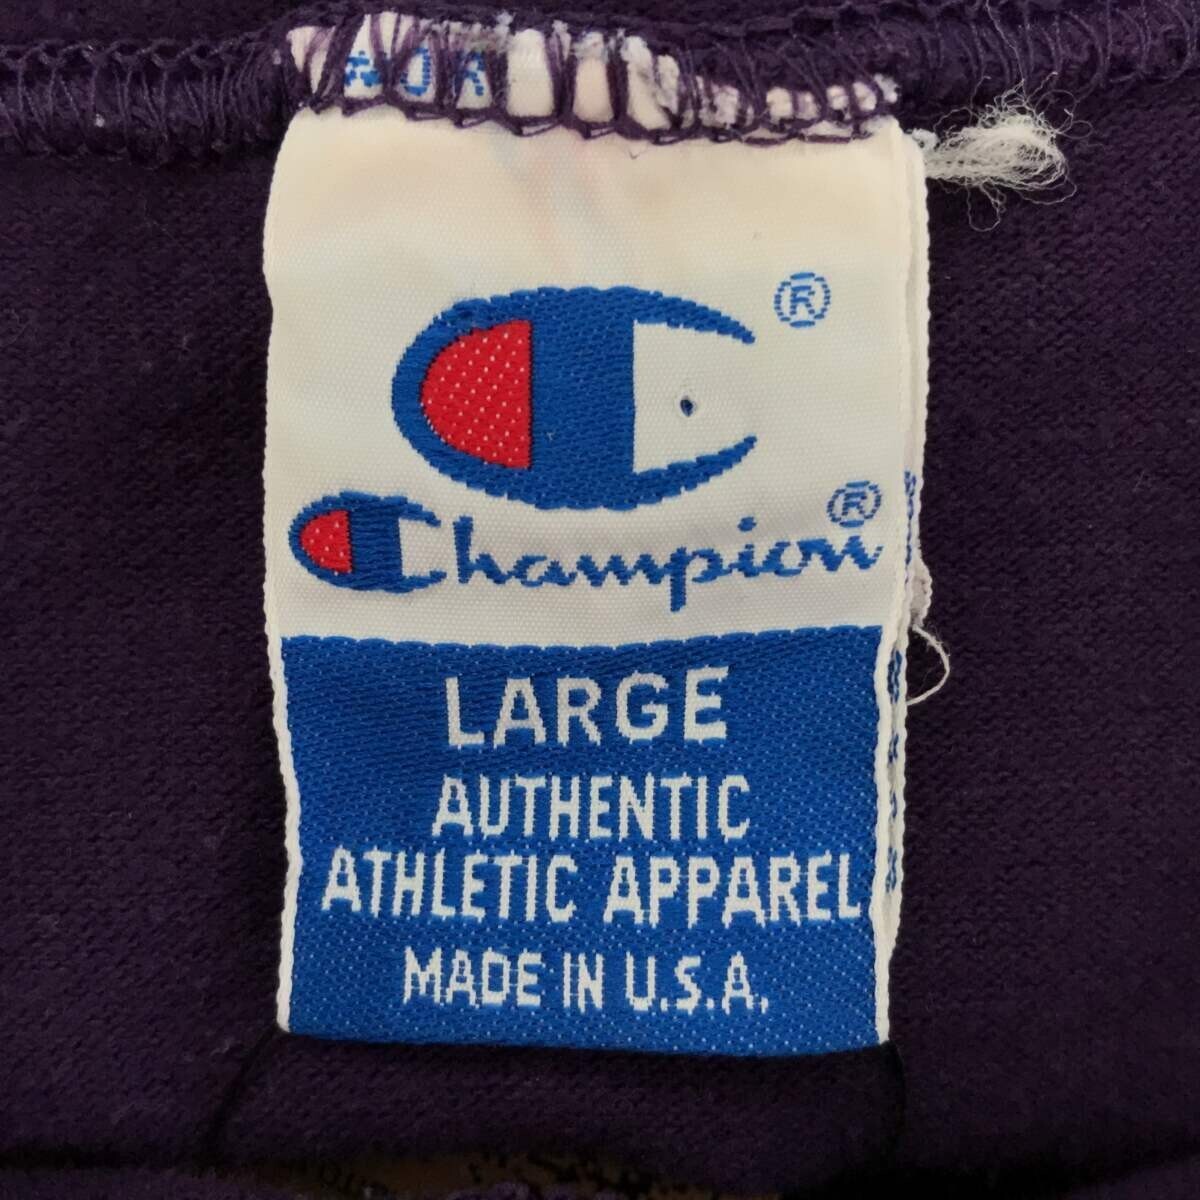 ®
Champion®
LARGE
AUTHENTIC
ATHLETIC APPAREL
MADE IN U.S.A.